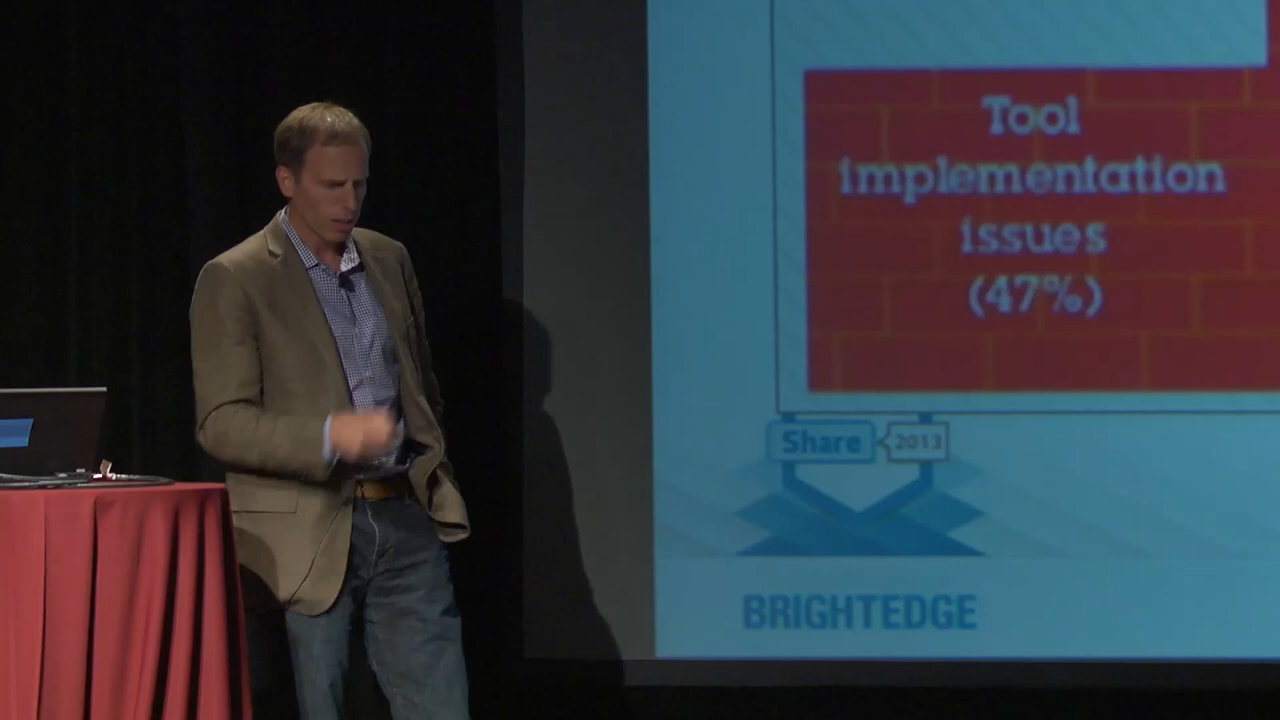 Tool
implementation
issues
(47%)
Share 2013
BRIGHTEDGE